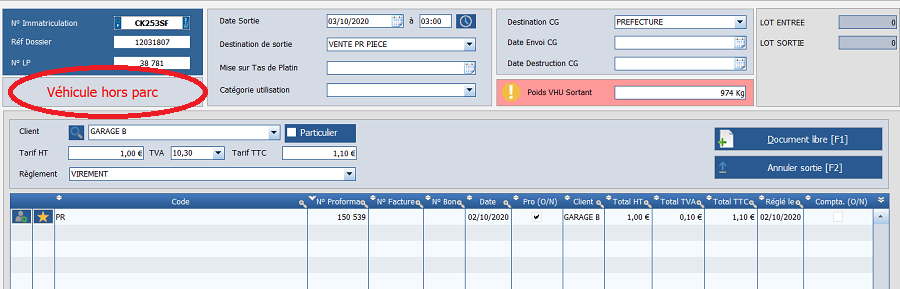 N° Immatriculation CK253SF
Réf Dossier 12031807
N° LP 38 781
Véhicule hors parc
Date Sortie 03/10/2020 à 03:00
Destination de sortie VENTE PR PIECE
Mise sur Tas de Platin
Catégorie utilisation
Destination CG PREFECTURE
Date Envoi CG
Date Destruction CG
Poids VHU Sortant 974 Kg
LOT ENTREE 0
LOT SORTIE 0
Client GARAGE B Particulier
Tarif HT 1,00 € TVA 10,30 Tarif TTC 1,10 €
Règlement VIREMENT
Document libre [F1]
Annuler sortie [F2]
Code N° Proforma N° Facture N° Bon Date Pro (O/N) Client Total HT Total TVA Total TTC Réglé le Compta. (O/N)
PR 150 539 02/10/2020 GARAGE B 1,00 € 0,10 € 1,10 € 02/10/2020